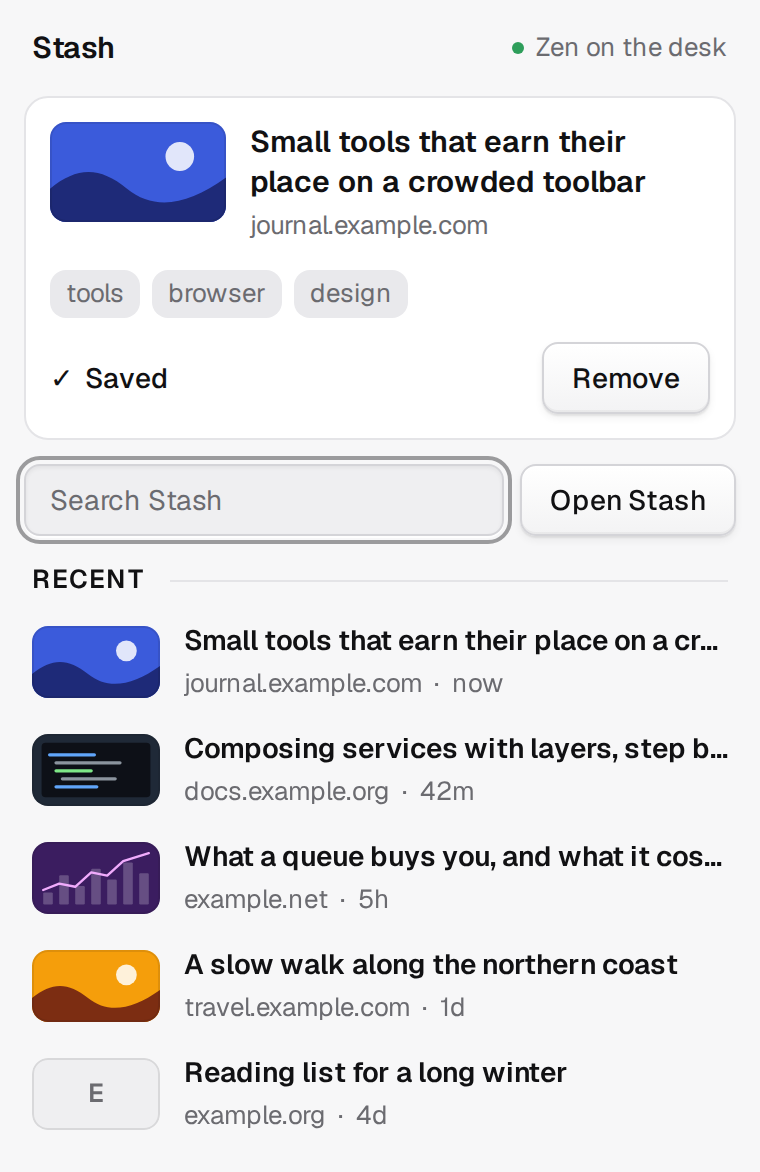 Stash
Zen on the desk
Small tools that earn their
place on a crowded toolbar
journal.example.com
tools
browser
design
✓ Saved
Remove
Search Stash
Open Stash
RECENT
Small tools that earn their place on a cr...
journal.example.com · now
Composing services with layers, step b...
docs.example.org · 42m
What a queue buys you, and what it cos...
example.net · 5h
A slow walk along the northern coast
travel.example.com · 1d
E
Reading list for a long winter
example.org · 4d